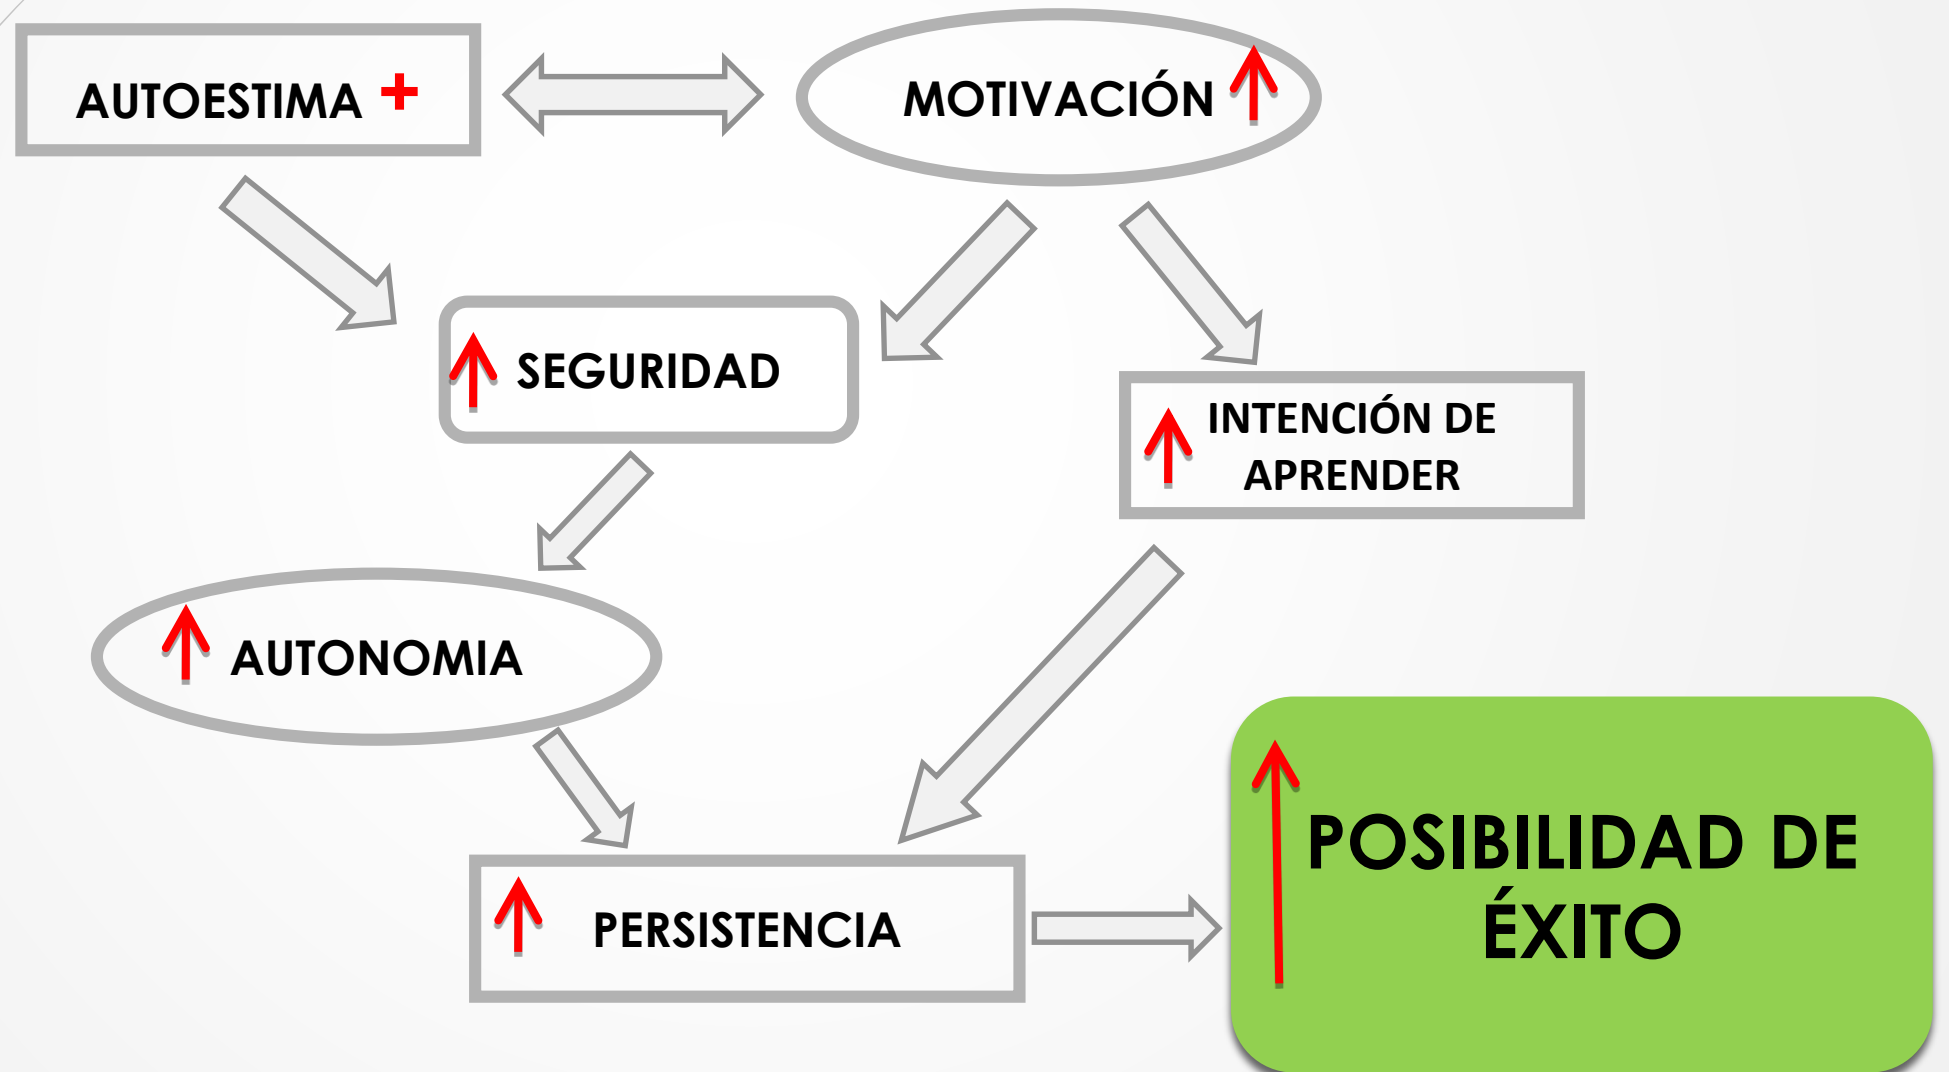 AUTOESTIMA +
MOTIVACIÓN
SEGURIDAD
INTENCIÓN DE
APRENDER
AUTONOMIA
POSIBILIDAD DE
ÉXITO
PERSISTENCIA